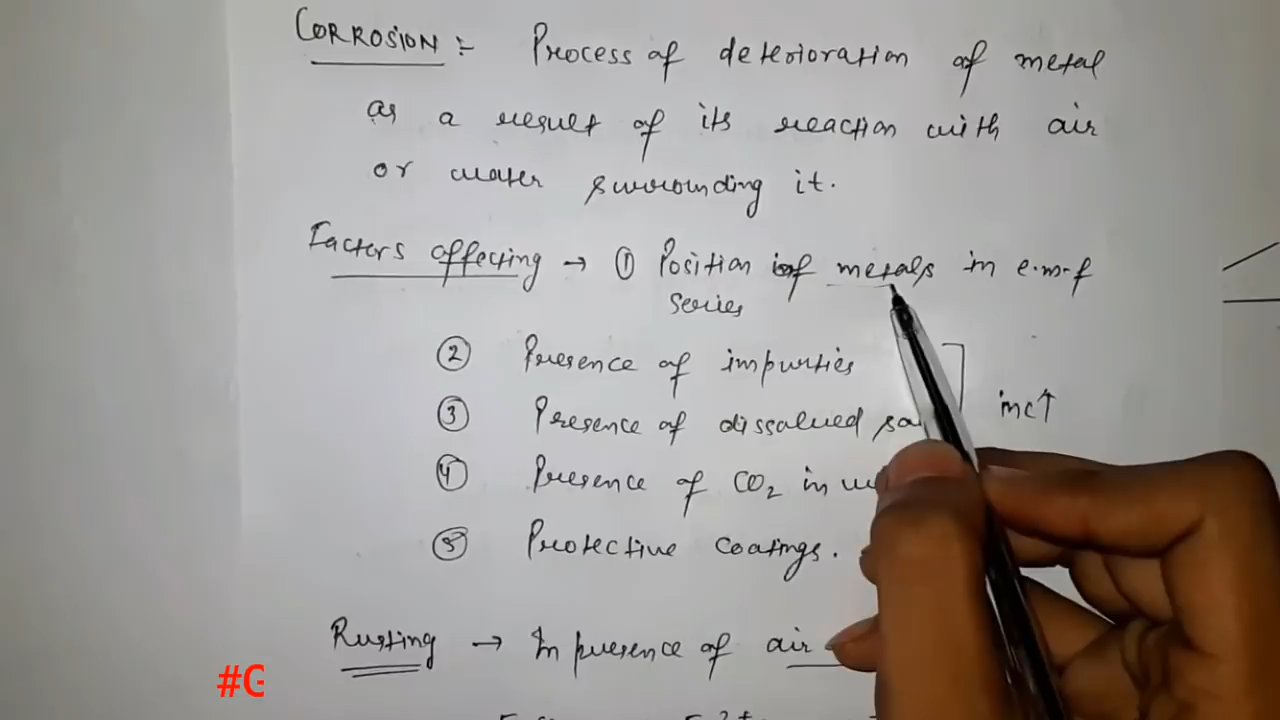 CORROSION :- Process of deterioration of metal
as a result of its reaction with air
or water surrounding it.
Factors affecting → ① Position of metals in e.m.f
series
② Presence of impurties
③ Presence of dissalued
inc↑
④ Presence of CO₂ in
⑤ Protective coatings.
Rusting → In presence of air
#G